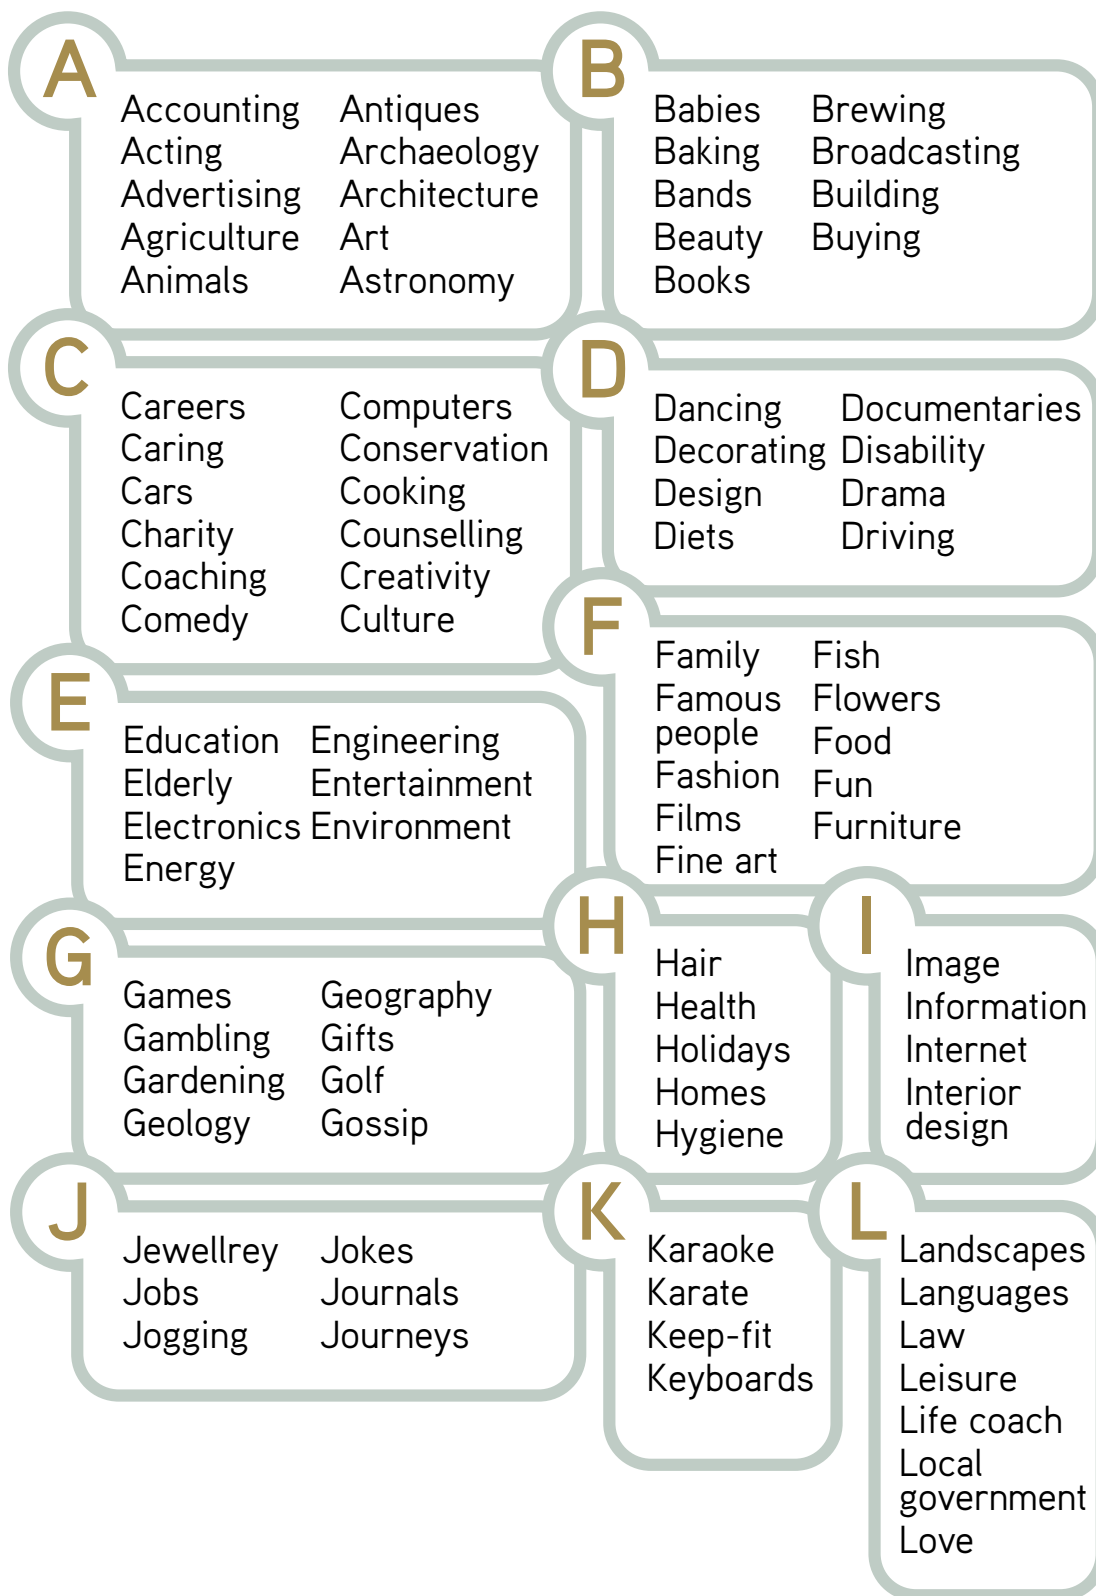 A
Accounting
Acting
Advertising
Agriculture
Animals
Antiques
Archaeology
Architecture
Art
Astronomy
B
Babies
Baking
Bands
Beauty
Books
Brewing
Broadcasting
Building
Buying
C
Careers
Caring
Cars
Charity
Coaching
Comedy
Computers
Conservation
Cooking
Counselling
Creativity
Culture
D
Dancing
Decorating
Design
Diets
Documentaries
Disability
Drama
Driving
E
Education
Elderly
Electronics
Energy
Engineering
Entertainment
Environment
F
Family
Famous
people
Fashion
Films
Fine art
Fish
Flowers
Food
Fun
Furniture
G
Games
Gambling
Gardening
Geology
Geography
Gifts
Golf
Gossip
H
Hair
Health
Holidays
Homes
Hygiene
I
Image
Information
Internet
Interior
design
J
Jewellrey
Jobs
Jogging
Jokes
Journals
Journeys
K
Karaoke
Karate
Keep-fit
Keyboards
L
Landscapes
Languages
Law
Leisure
Life coach
Local
government
Love